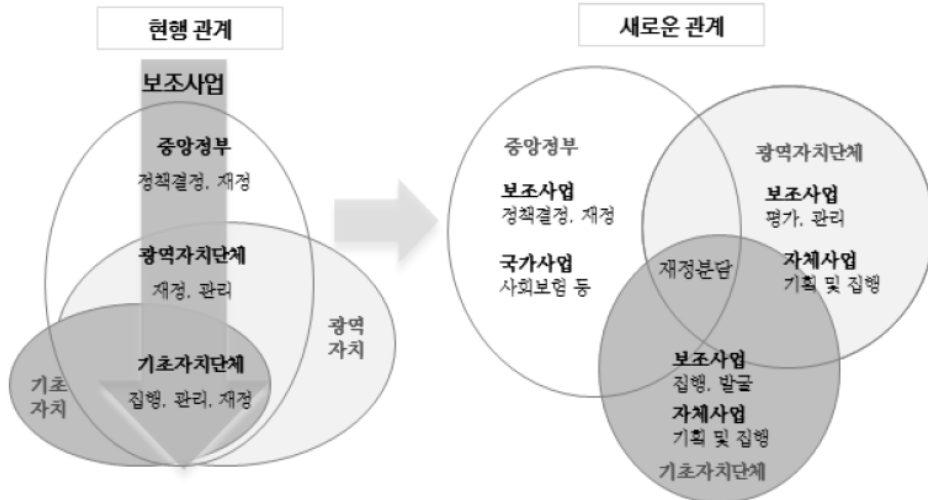 현행 관계
보조사업
중앙정부
정책결정, 재정
광역자치단체
재정, 관리
광역
자치
기초자치단체
집행, 관리, 재정
기초
자치
새로운 관계
중앙정부
보조사업
정책결정, 재정
국가사업
사회보험 등
광역자치단체
보조사업
평가, 관리
자체사업
기획 및 집행
재정분담
보조사업
집행, 발굴
자체사업
기획 및 집행
기초자치단체